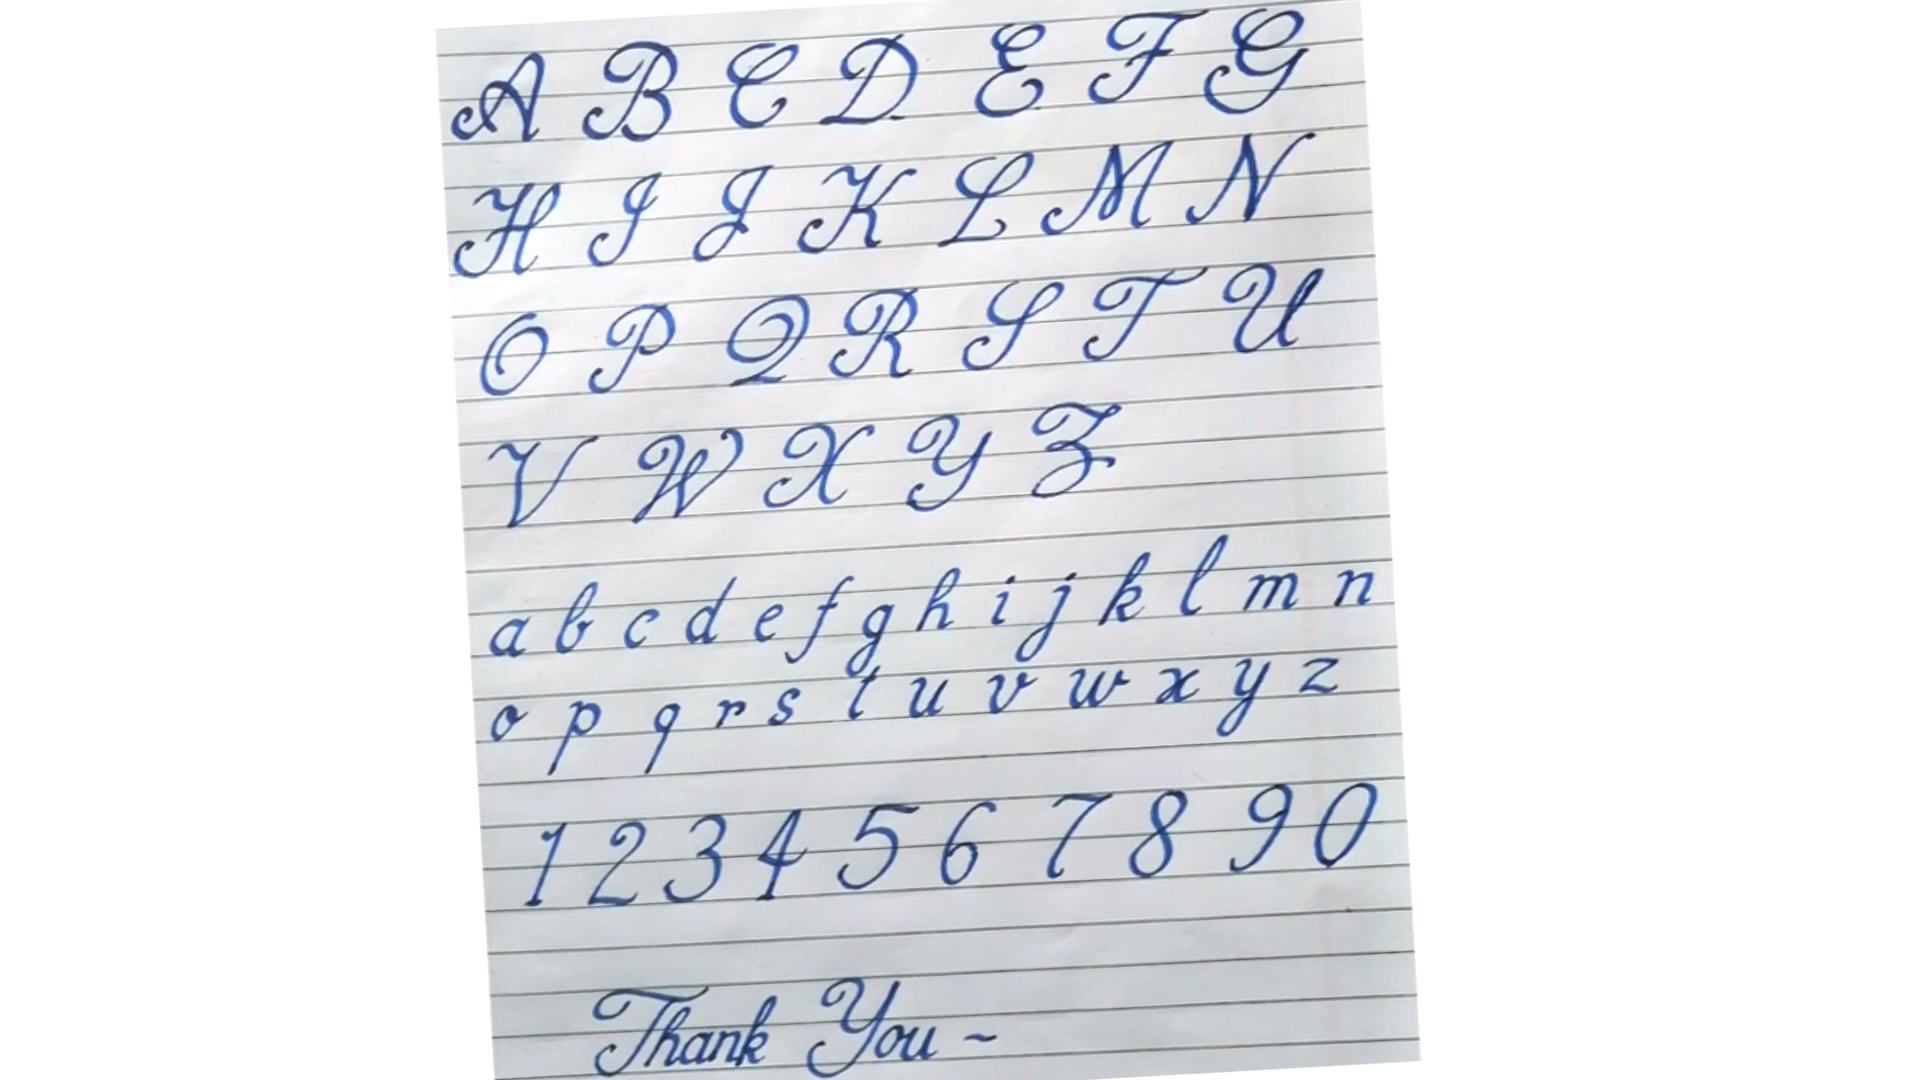 A B C D E F G
H I J K L M N
O P Q R S T U
V W X Y Z
a b c d e f g h i j k l m n
o p q r s t u v w x y z
1 2 3 4 5 6 7 8 9 0
Thank You ~